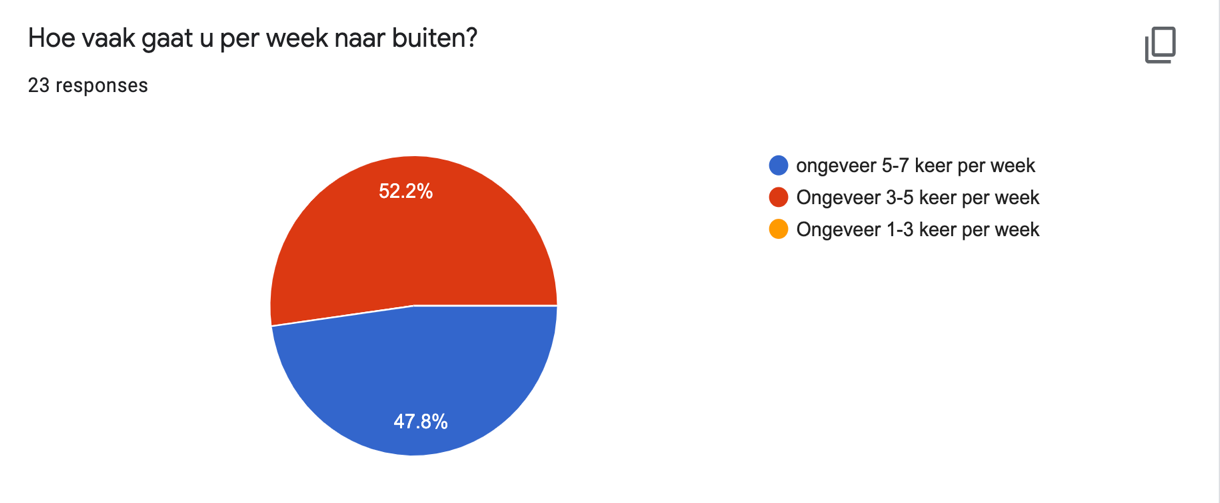 Hoe vaak gaat u per week naar buiten?
23 responses
52.2%
47.8%
ongeveer 5-7 keer per week
Ongeveer 3-5 keer per week
Ongeveer 1-3 keer per week